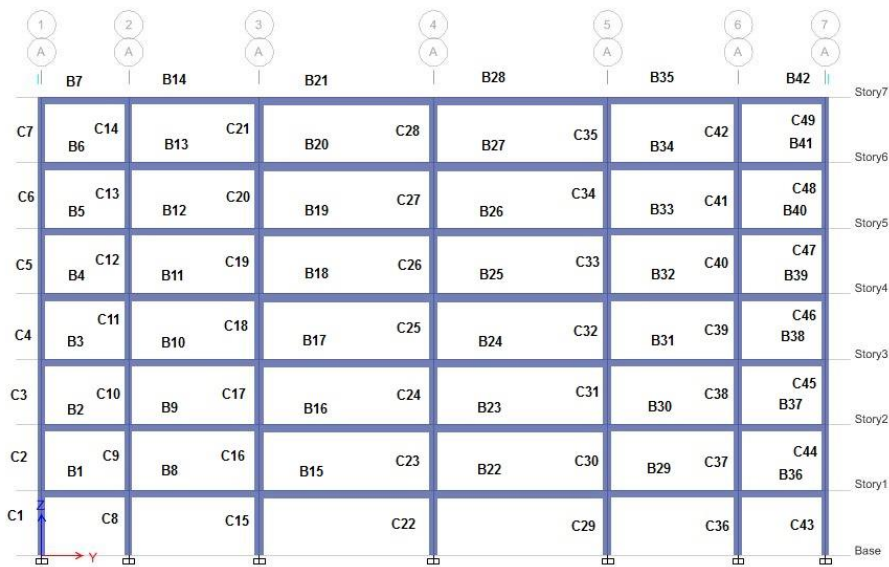 1 2 3 4 5 6 7
A A A A A A A
B7 B14 B21 B28 B35 B42
Story7
C7 C14 C21 C28 C35 C42 C49
B6 B13 B20 B27 B34 B41
Story6
C6 C13 C20 C27 C34 C41 C48
B5 B12 B19 B26 B33 B40
Story5
C5 C12 C19 C26 C33 C40 C47
B4 B11 B18 B25 B32 B39
Story4
C4 C11 C18 C25 C32 C39 C46
B3 B10 B17 B24 B31 B38
Story3
C3 C10 C17 C24 C31 C38 C45
B2 B9 B16 B23 B30 B37
Story2
C2 C9 C16 C23 C30 C37 C44
B1 B8 B15 B22 B29 B36
Story1
C1 C8 C15 C22 C29 C36 C43
Z
Y
Base